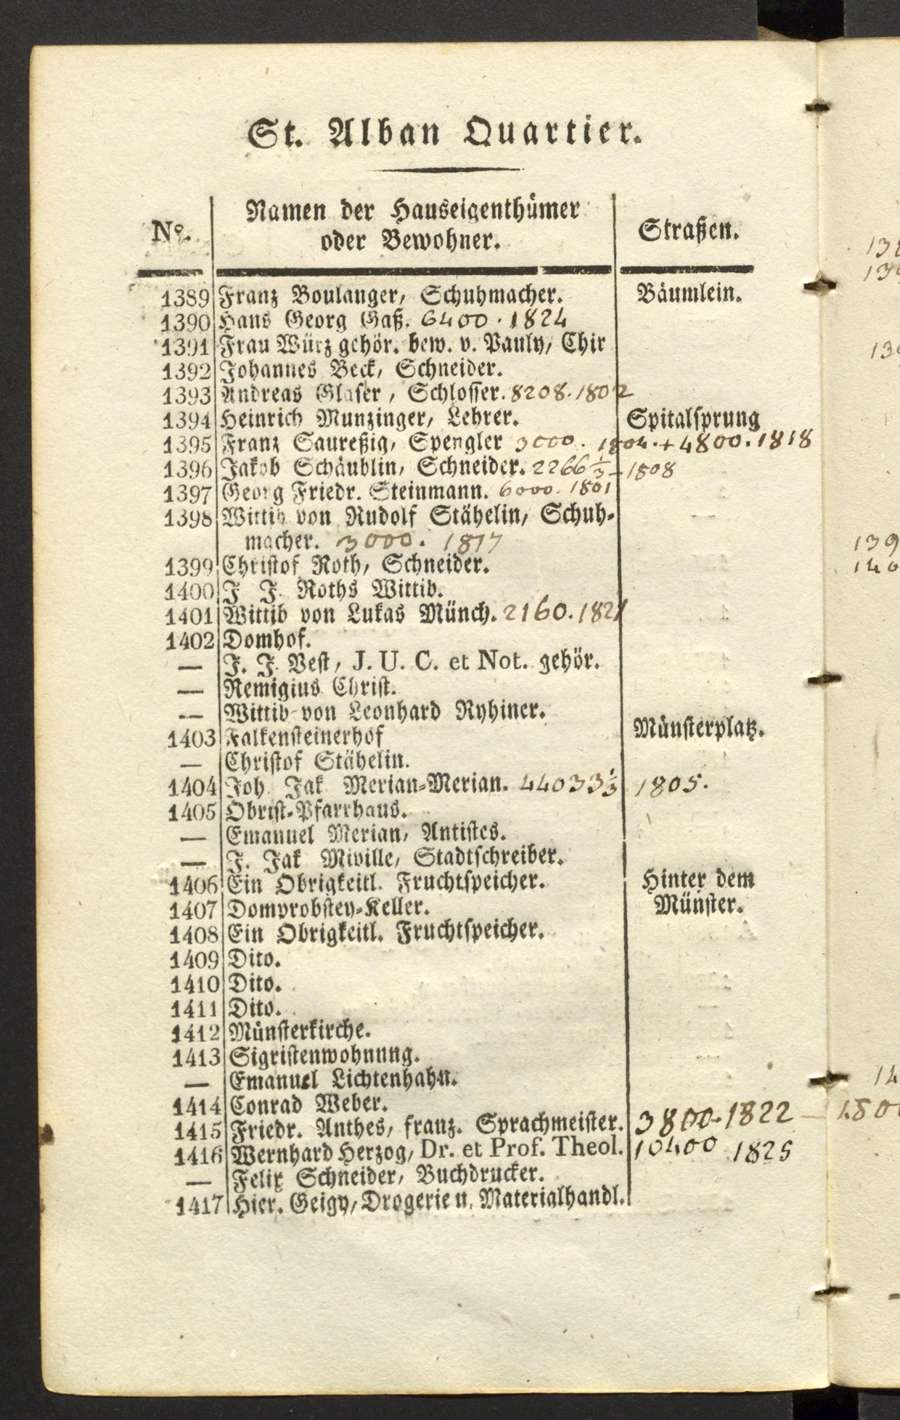 St. Alban Quartier.
No. Namen der Hauseigenthümer oder Bewohner. Straßen.
1389 Franz Boulanger, Schuhmacher. Bäumlein.
1390 Hans Georg Gaß. 6400 . 1824
1391 Frau Würz gehör. bew. v. Pauly, Chir
1392 Johannes Beck, Schneider.
1393 Andreas Glaser, Schlosser. 8208. 1802
1394 Heinrich Munzinger, Lehrer. Spitalsprung
1395 Franz Saureßig, Spengler 3000. 1804. + 4800. 1818
1396 Jakob Schäublin, Schneider. 2266 2/3 1808
1397 Georg Friedr. Steinmann. 6000. 1801
1398 Wittib von Rudolf Stähelin, Schuh-
macher. 3000. 1817
1399 Christof Roth, Schneider.
1400 J J. Roths Wittib.
1401 Wittib von Lukas Münch. 2160. 1821
1402 Domhof.
— J. J. Vest, J. U. C. et Not. gehör.
— Remigius Christ.
— Wittib von Leonhard Ryhiner.
1403 Falkensteinerhof Münsterplatz.
— Christof Stähelin.
1404 Joh. Jak Merian-Merian. 44033 1/3 1805.
1405 Obrist-Pfarrhaus.
— Emanuel Merian, Antistes.
— J. Jak Miville, Stadtschreiber.
1406 Ein Obrigkeitl. Fruchtspeicher. Hinter dem
1407 Domprobstey-Keller. Münster.
1408 Ein Obrigkeitl. Fruchtspeicher.
1409 Dito.
1410 Dito.
1411 Dito.
1412 Münsterkirche.
1413 Sigristenwohnung.
— Emanuel Lichtenhahn.
1414 Conrad Weber.
1415 Friedr. Anthes, franz. Sprachmeister. 3800-1822 —
1416 Wernhard Herzog, Dr. et Prof. Theol. 10400 1825
— Felix Schneider, Buchdrucker.
1417 Hier. Geigy, Drogerie u. Materialhandl.